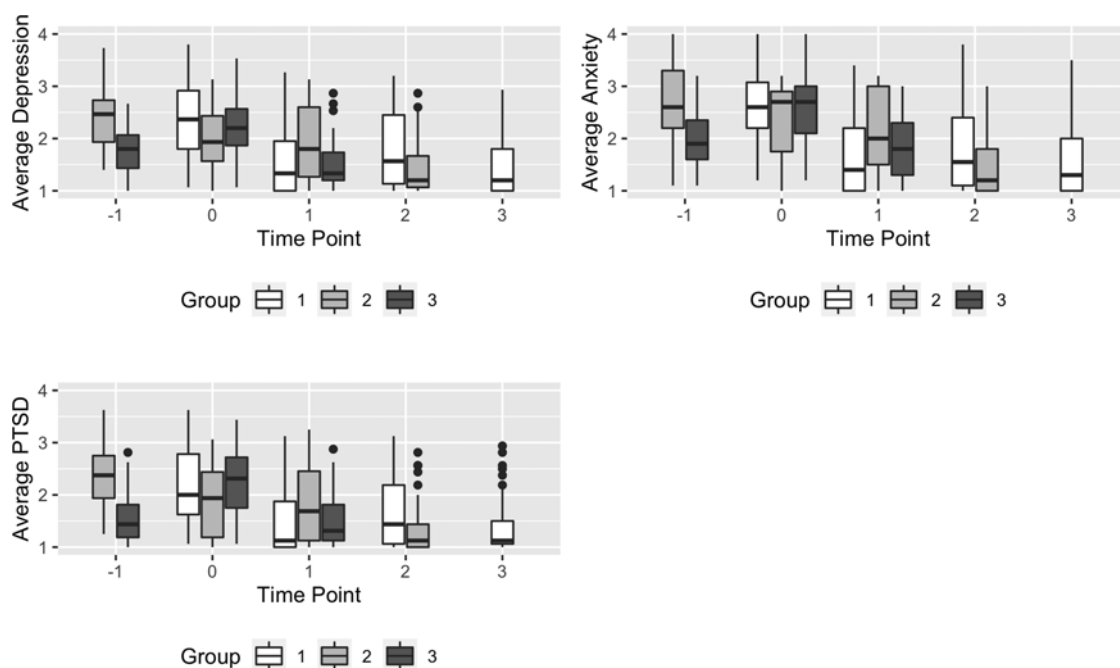 Average Depression
4
3
2
1
-1 0 1 2 3
Time Point
Group 1 2 3
Average Anxiety
4
3
2
1
-1 0 1 2 3
Time Point
Group 1 2 3
Average PTSD
4
3
2
1
-1 0 1 2 3
Time Point
Group 1 2 3